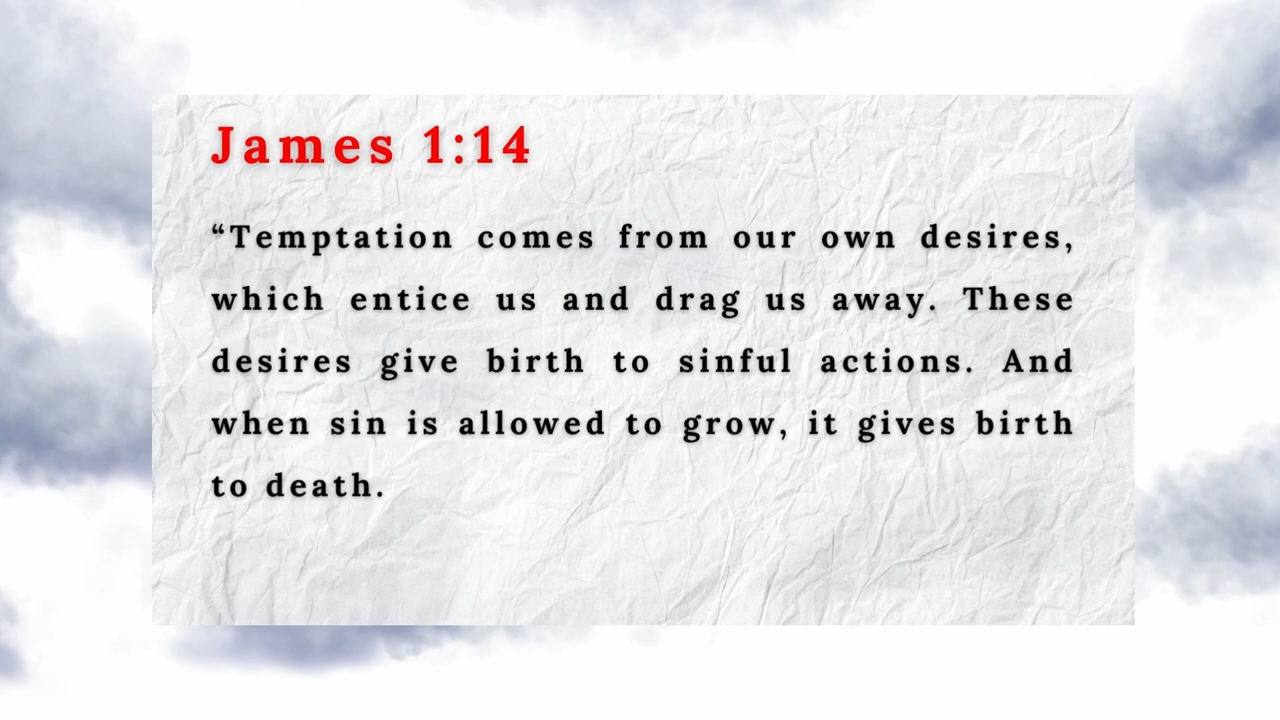 James 1:14
“Temptation comes from our own desires,
which entice us and drag us away. These
desires give birth to sinful actions. And
when sin is allowed to grow, it gives birth
to death.